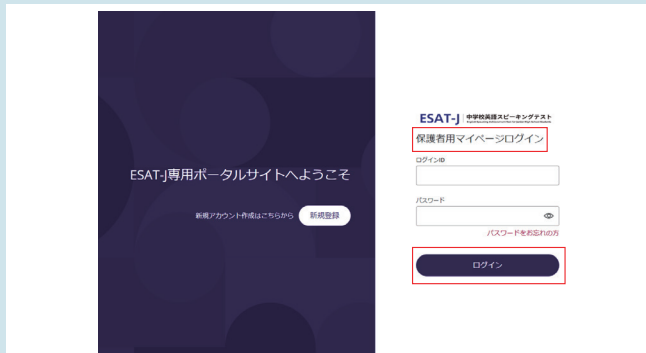 ESAT-J専用ポータルサイトへようこそ
新規アカウント作成はこちらから 新規登録
ESAT-J 中学校英語スピーキングテスト
保護者用マイページログイン
ログインID
パスワード
パスワードをお忘れの方
ログイン